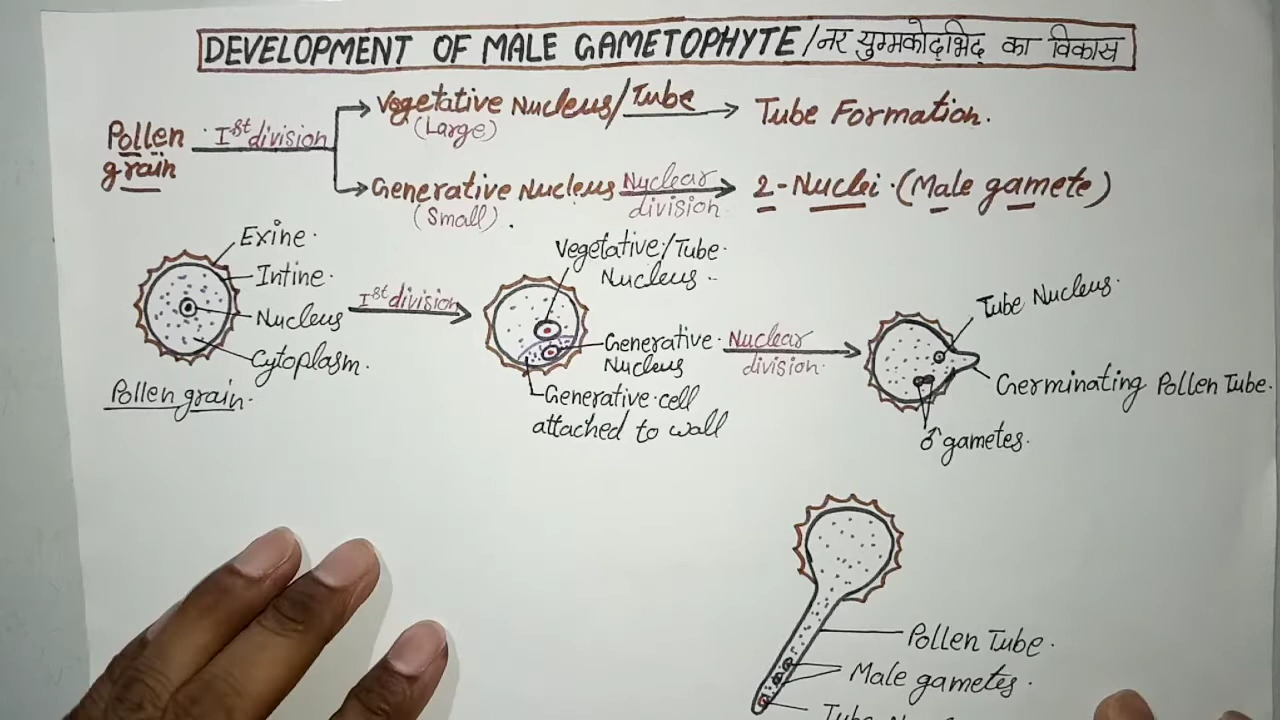 DEVELOPMENT OF MALE GAMETOPHYTE/नर युग्मकोद्भिद् का विकास
Pollen grain
Ist division
Vegetative Nucleus/Tube
(Large)
Tube Formation.
Generative Nucleus
(Small).
Nuclear
division
2-Nuclei (Male gamete)
Exine
Intine
Nucleus
Cytoplasm
Pollen grain
Ist division
Vegetative/Tube
Nucleus
Generative
Nucleus
Generative cell
attached to wall
Nuclear
division
Tube Nucleus
Germinating Pollen Tube.
♂ gametes.
Pollen Tube.
Male gametes.
Tube